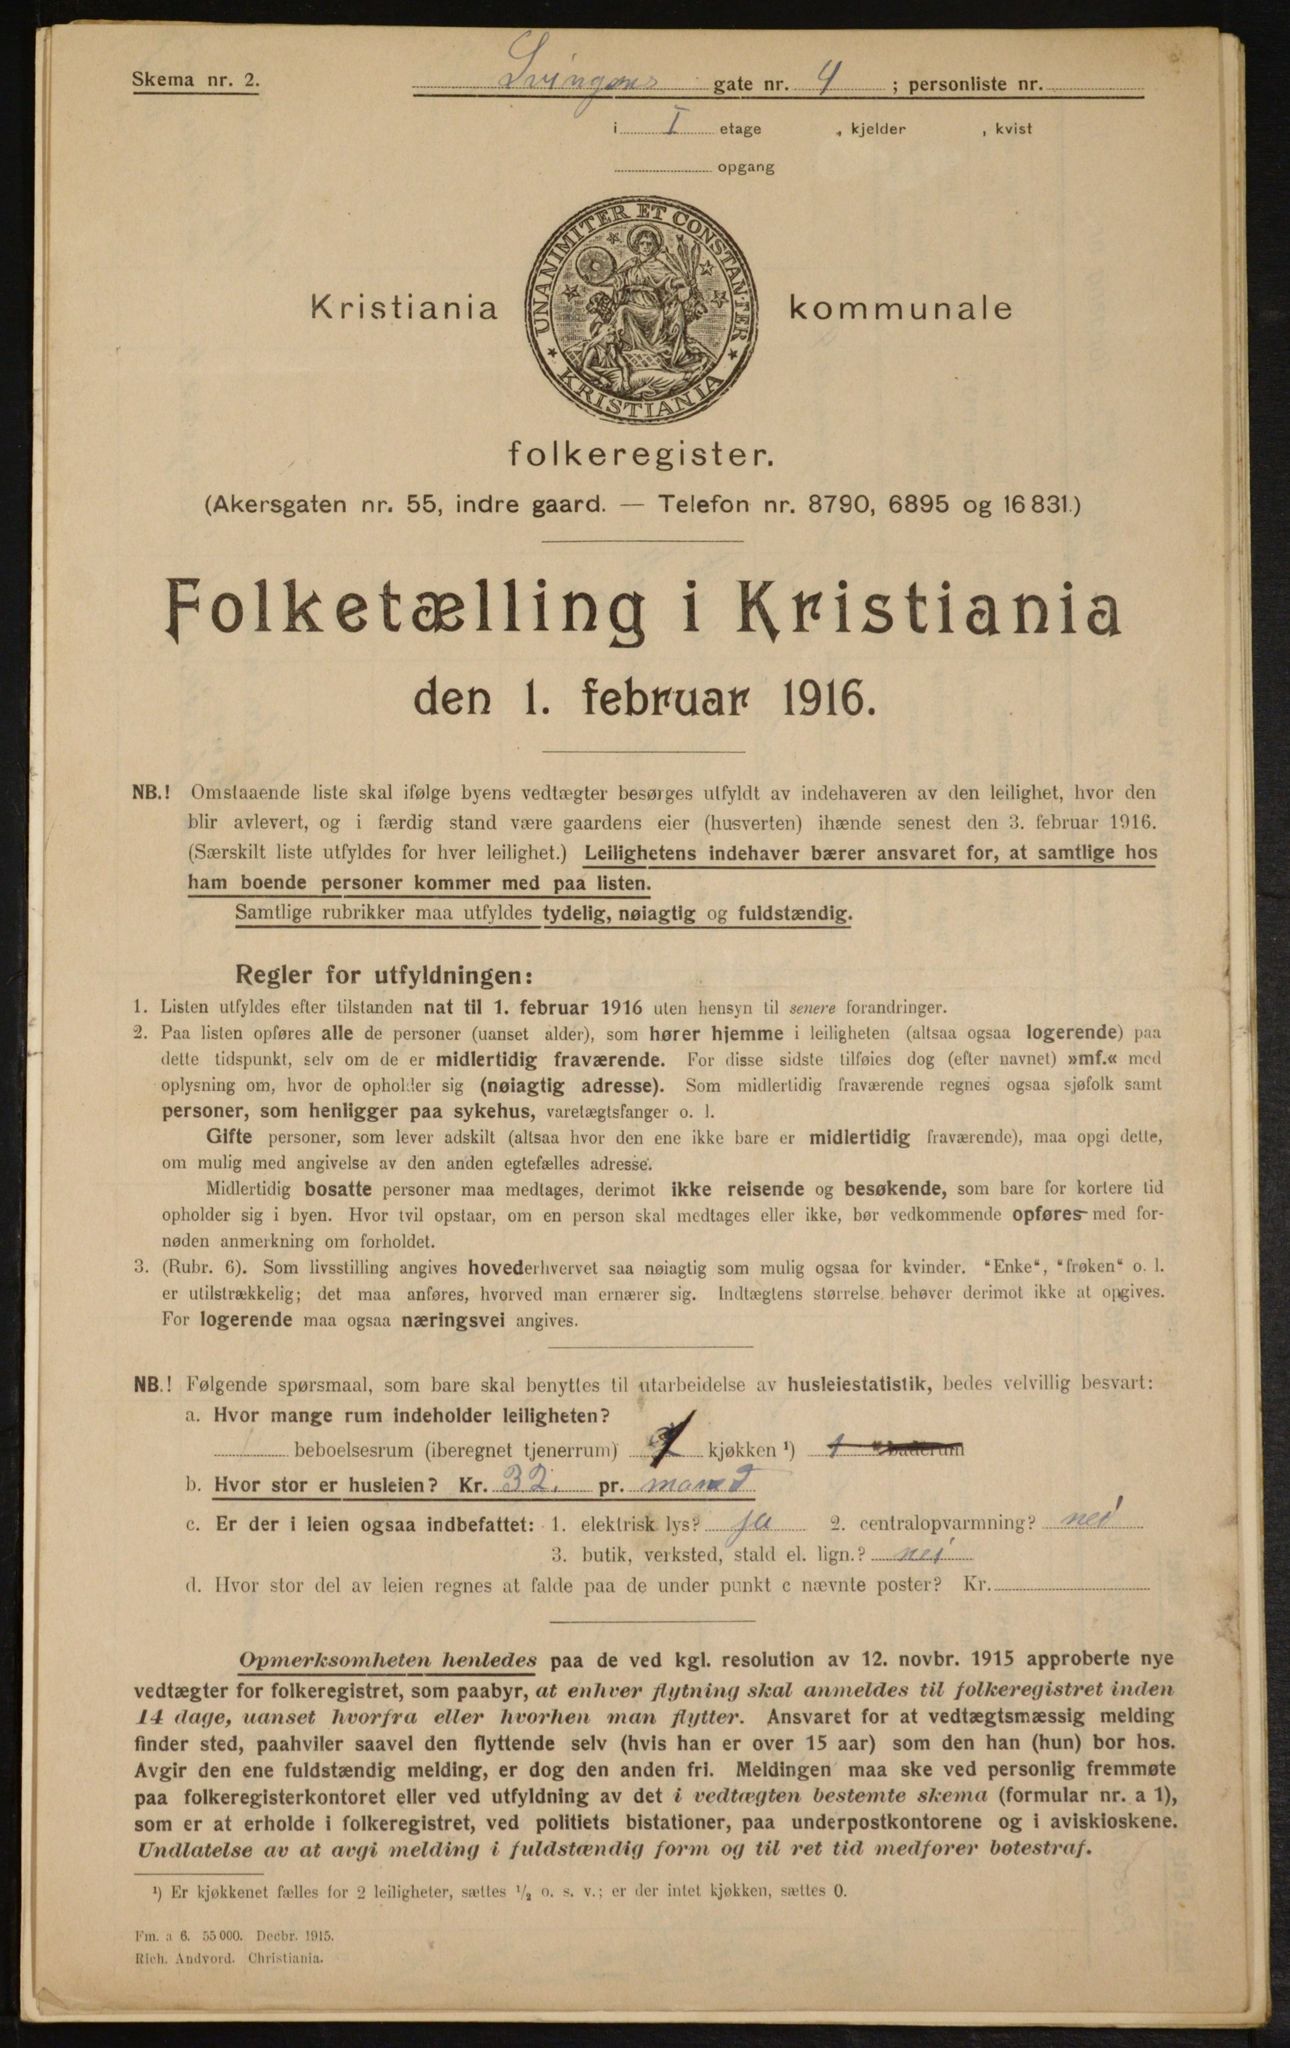 Skema nr. 2. Svingens gate nr. 4 ; personliste nr.
i I etage , kjelder , kvist
opgang
UNANIMITER ET CONSTANTER
KRISTIANIA
Kristiania kommunale
folkeregister.
(Akersgaten nr. 55, indre gaard. — Telefon nr. 8790, 6895 og 16831.)
Folketælling i Kristiania
den 1. februar 1916.
NB.! Omstaaende liste skal ifølge byens vedtægter besørges utfyldt av indehaveren av den leilighet, hvor den
blir avlevert, og i færdig stand være gaardens eier (husverten) ihænde senest den 3. februar 1916.
(Særskilt liste utfyldes for hver leilighet.) Leilighetens indehaver bærer ansvaret for, at samtlige hos
ham boende personer kommer med paa listen.
Samtlige rubrikker maa utfyldes tydelig, nøiagtig og fuldstændig.
Regler for utfyldningen:
1. Listen utfyldes efter tilstanden nat til 1. februar 1916 uten hensyn til senere forandringer.
2. Paa listen opføres alle de personer (uanset alder), som hører hjemme i leiligheten (altsaa ogsaa logerende) paa
dette tidspunkt, selv om de er midlertidig fraværende. For disse sidste tilføies dog (efter navnet) »mf.« med
oplysning om, hvor de opholder sig (nøiagtig adresse). Som midlertidig fraværende regnes ogsaa sjøfolk samt
personer, som henligger paa sykehus, varetægtsfanger o. l.
Gifte personer, som lever adskilt (altsaa hvor den ene ikke bare er midlertidig fraværende), maa opgi dette,
om mulig med angivelse av den anden egtefælles adresse.
Midlertidig bosatte personer maa medtages, derimot ikke reisende og besøkende, som bare for kortere tid
opholder sig i byen. Hvor tvil opstaar, om en person skal medtages eller ikke, bør vedkommende opføres med for-
nøden anmerkning om forholdet.
3. (Rubr. 6). Som livsstilling angives hovederhvervet saa nøiagtig som mulig ogsaa for kvinder. "Enke", "frøken" o. l.
er utilstrækkelig; det maa anføres, hvorved man ernærer sig. Indtægtens størrelse behøver derimot ikke at opgives.
For logerende maa ogsaa næringsvei angives.
NB.! Følgende spørsmaal, som bare skal benyttes til utarbeidelse av husleiestatistik, bedes velvillig besvart:
a. Hvor mange rum indeholder leiligheten?
beboelsesrum (iberegnet tjenerrum) 1 kjøkken ¹) 1 baderum
b. Hvor stor er husleien? Kr. 32. pr. maned
c. Er der i leien ogsaa indbefattet: 1. elektrisk lys? ja 2. centralopvarmning? nei
3. butik, verksted, stald el. lign.? nei
d. Hvor stor del av leien regnes at falde paa de under punkt c nævnte poster? Kr.
Opmerksomheten henledes paa de ved kgl. resolution av 12. novbr. 1915 approberte nye
vedtægter for folkeregistret, som paabyr, at enhver flytning skal anmeldes til folkeregistret inden
14 dage, uanset hvorfra eller hvorhen man flytter. Ansvaret for at vedtægtsmæssig melding
finder sted, paahviler saavel den flyttende selv (hvis han er over 15 aar) som den han (hun) bor hos.
Avgir den ene fuldstændig melding, er dog den anden fri. Meldingen maa ske ved personlig fremmøte
paa folkeregisterkontoret eller ved utfyldning av det i vedtægten bestemte skema (formular nr. a 1),
som er at erholde i folkeregistret, ved politiets bistationer, paa underpostkontorene og i aviskioskene.
Undlatelse av at avgi melding i fuldstændig form og til ret tid medfører bøtestraf.
¹) Er kjøkkenet fælles for 2 leiligheter, sættes ½ o. s. v.; er der intet kjøkken, sættes 0.
Fm. a 6. 55000. Decbr. 1915.
Rich. Andvord. Christiania.